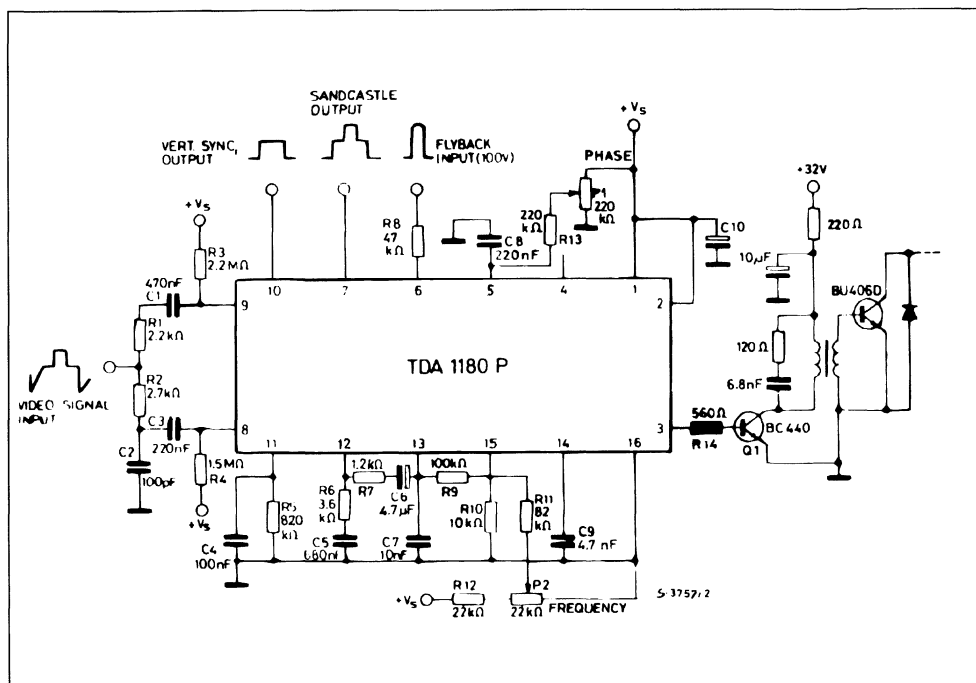 SANDCASTLE
OUTPUT
VERT. SYNC,
OUTPUT
FLYBACK
INPUT (100V)
+Vs
PHASE
+32V
+Vs
R3
2.2MΩ
R8
47
kΩ
C8
220nF
220
kΩ
R13
220
kΩ
C10
220Ω
10µF
BU406D
470nF
C1
9
10
7
6
5
4
1
2
R1
2.2kΩ
TDA 1180 P
120Ω
6.8nF
R2
2.7kΩ
VIDEO SIGNAL
INPUT
C3
220nF
8
3
560Ω
R14
BC440
Q1
C2
100pF
1.5MΩ
R4
+Vs
11
12
13
15
14
16
1.2kΩ
R7
C6
4.7µF
100kΩ
R9
R5
820
kΩ
R6
3.6
kΩ
R10
10kΩ
R11
82
kΩ
C4
100nF
C5
680nF
C7
10nF
C9
4.7 nF
+Vs
R12
22kΩ
P2
22kΩ
FREQUENCY
S-3757/2